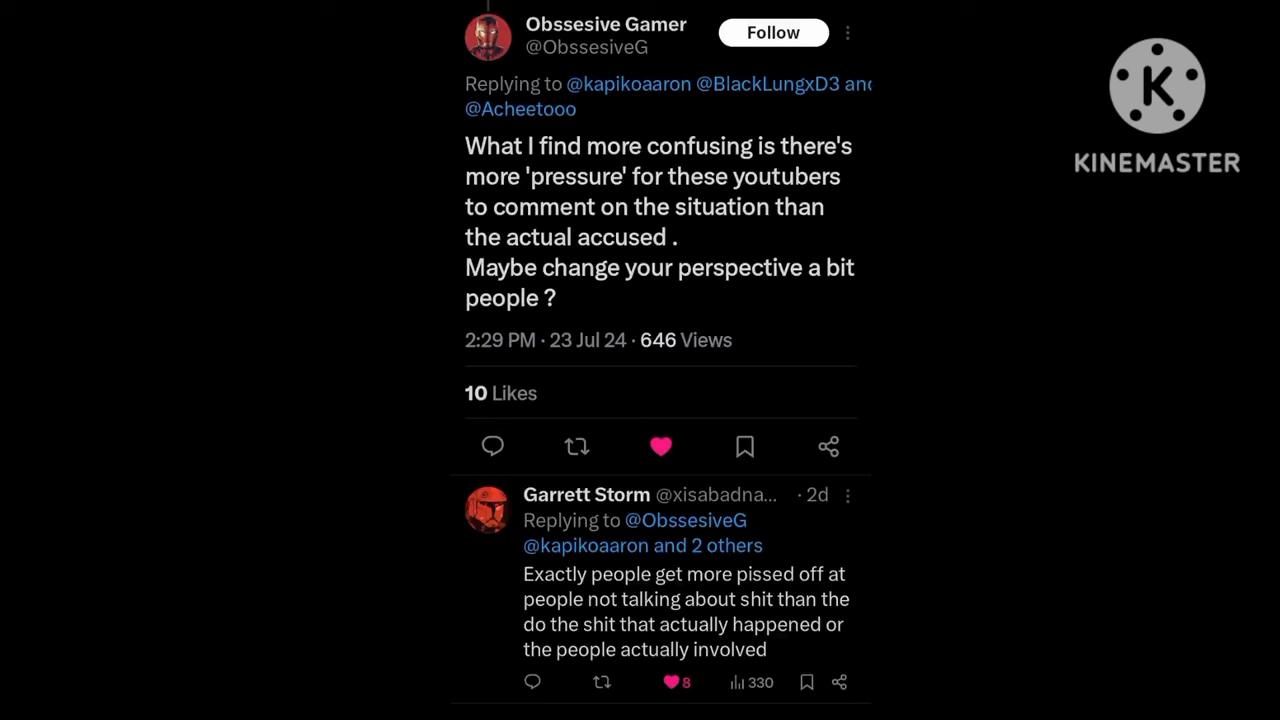 Obssesive Gamer
@ObssesiveG
Follow
Replying to @kapikoaaron @BlackLungxD3 and
@Acheetooo
What I find more confusing is there's
more 'pressure' for these youtubers
to comment on the situation than
the actual accused .
Maybe change your perspective a bit
people ?
2:29 PM · 23 Jul 24 · 646 Views
10 Likes
Garrett Storm @xisabadna... · 2d
Replying to @ObssesiveG
@kapikoaaron and 2 others
Exactly people get more pissed off at
people not talking about shit than the
do the shit that actually happened or
the people actually involved
8
330
K
KINEMASTER